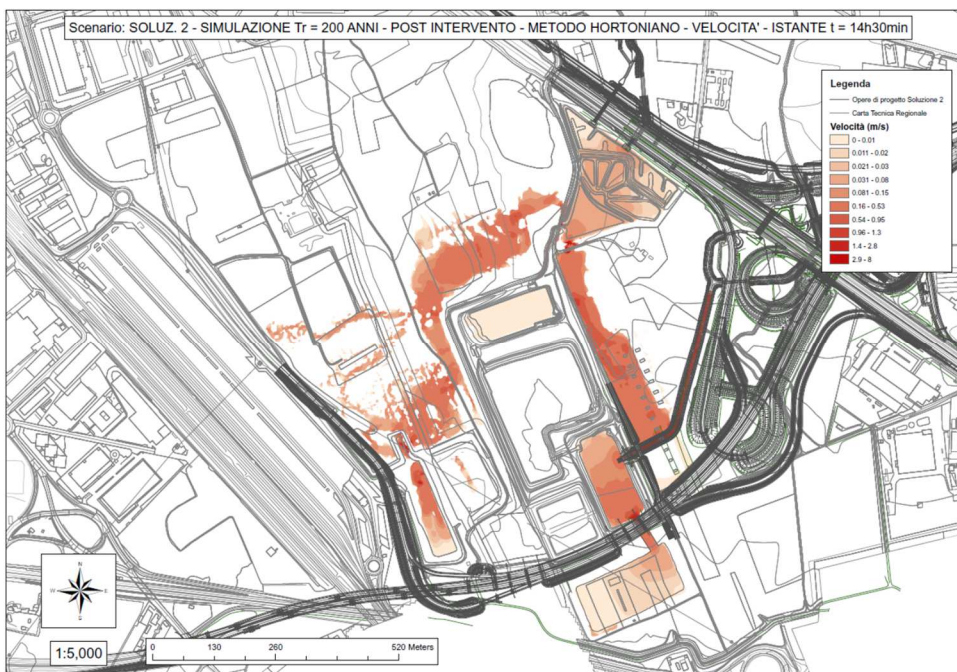 Scenario: SOLUZ. 2 - SIMULAZIONE Tr = 200 ANNI - POST INTERVENTO - METODO HORTONIANO - VELOCITA' - ISTANTE t = 14h30min
Legenda
Opere di progetto Soluzione 2
Carta Tecnica Regionale
Velocità (m/s)
0 - 0.01
0.011 - 0.02
0.021 - 0.03
0.031 - 0.08
0.081 - 0.15
0.16 - 0.53
0.54 - 0.95
0.96 - 1.3
1.4 - 2.8
2.9 - 8
N
W E
S
1:5,000
0 130 260 520 Meters